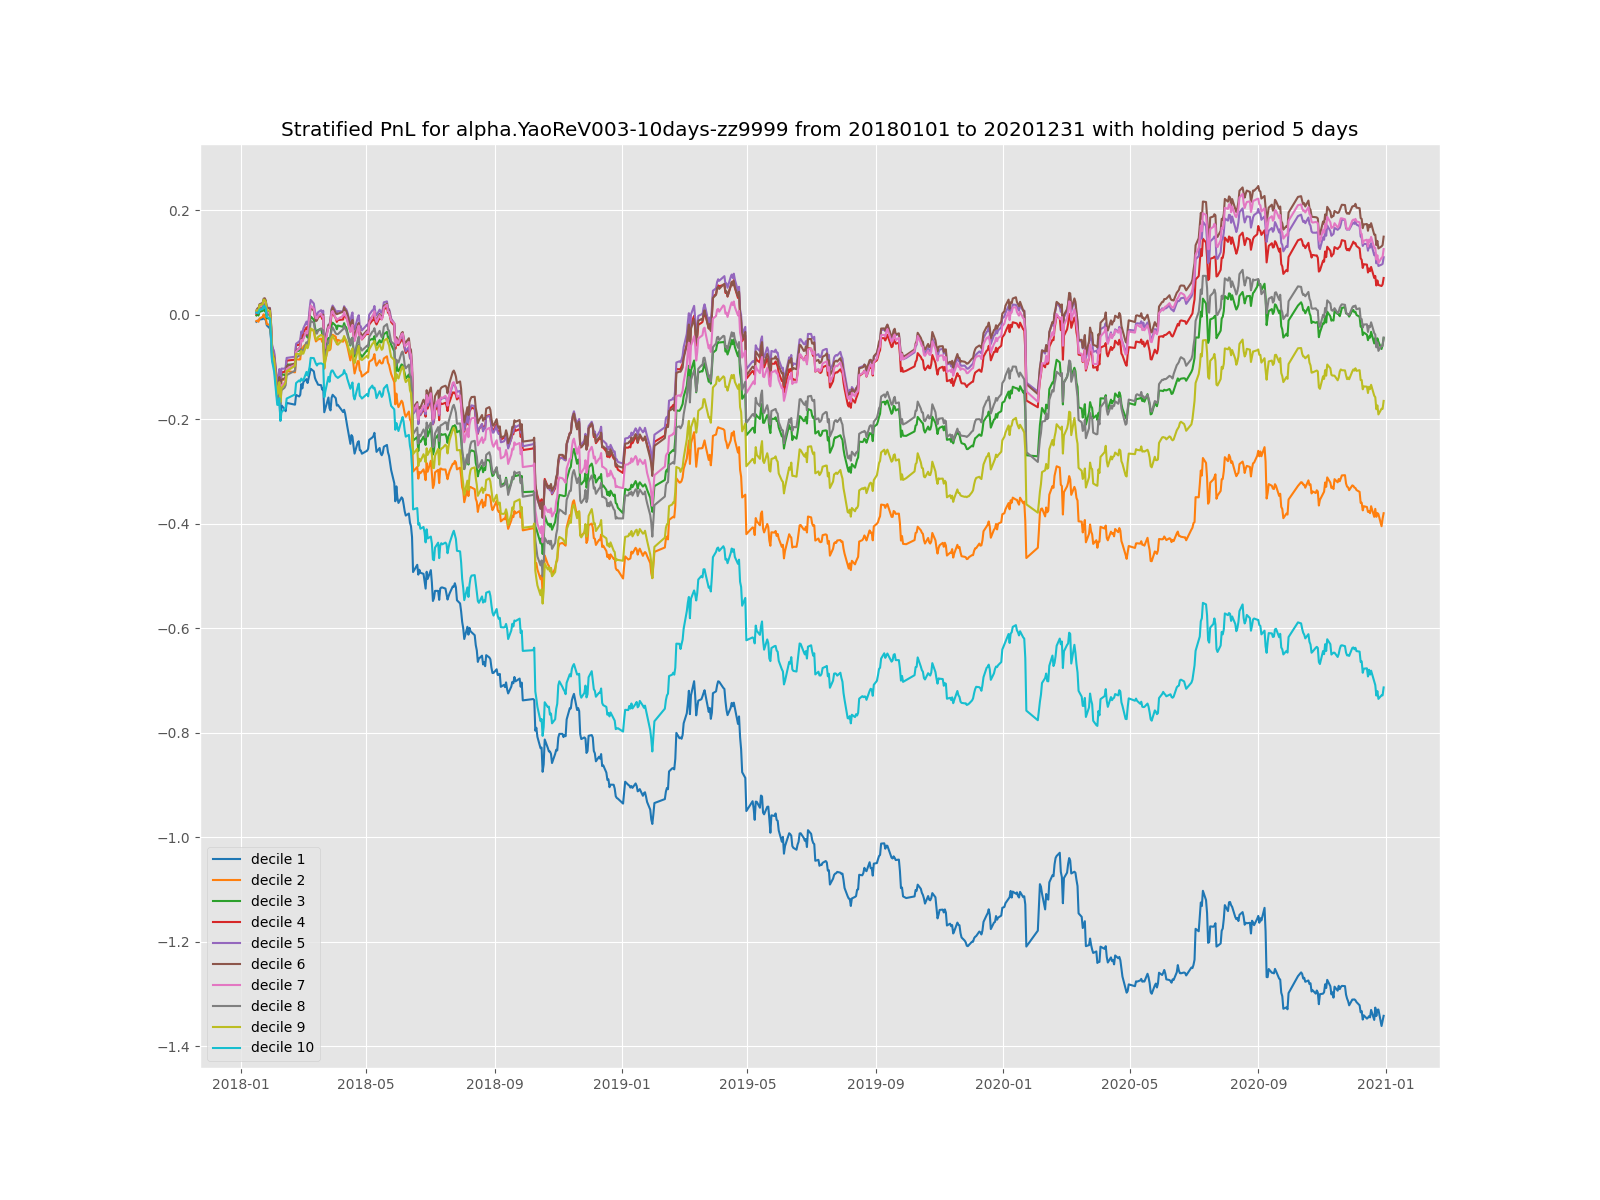 Stratified PnL for alpha.YaoReV003-10days-zz9999 from 20180101 to 20201231 with holding period 5 days
0.2
0.0
−0.2
−0.4
−0.6
−0.8
−1.0
−1.2
−1.4
decile 1
decile 2
decile 3
decile 4
decile 5
decile 6
decile 7
decile 8
decile 9
decile 10
2018-01 2018-05 2018-09 2019-01 2019-05 2019-09 2020-01 2020-05 2020-09 2021-01